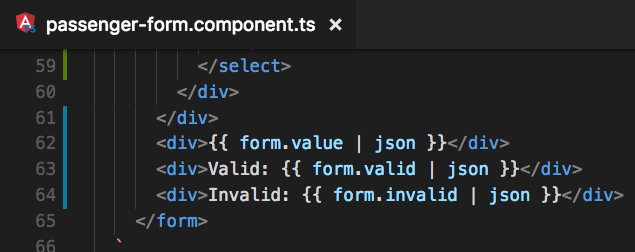 passenger-form.component.ts ×
59 </select>
60 </div>
61 </div>
62 <div>{{ form.value | json }}</div>
63 <div>Valid: {{ form.valid | json }}</div>
64 <div>Invalid: {{ form.invalid | json }}</div>
65 </form>
66 `